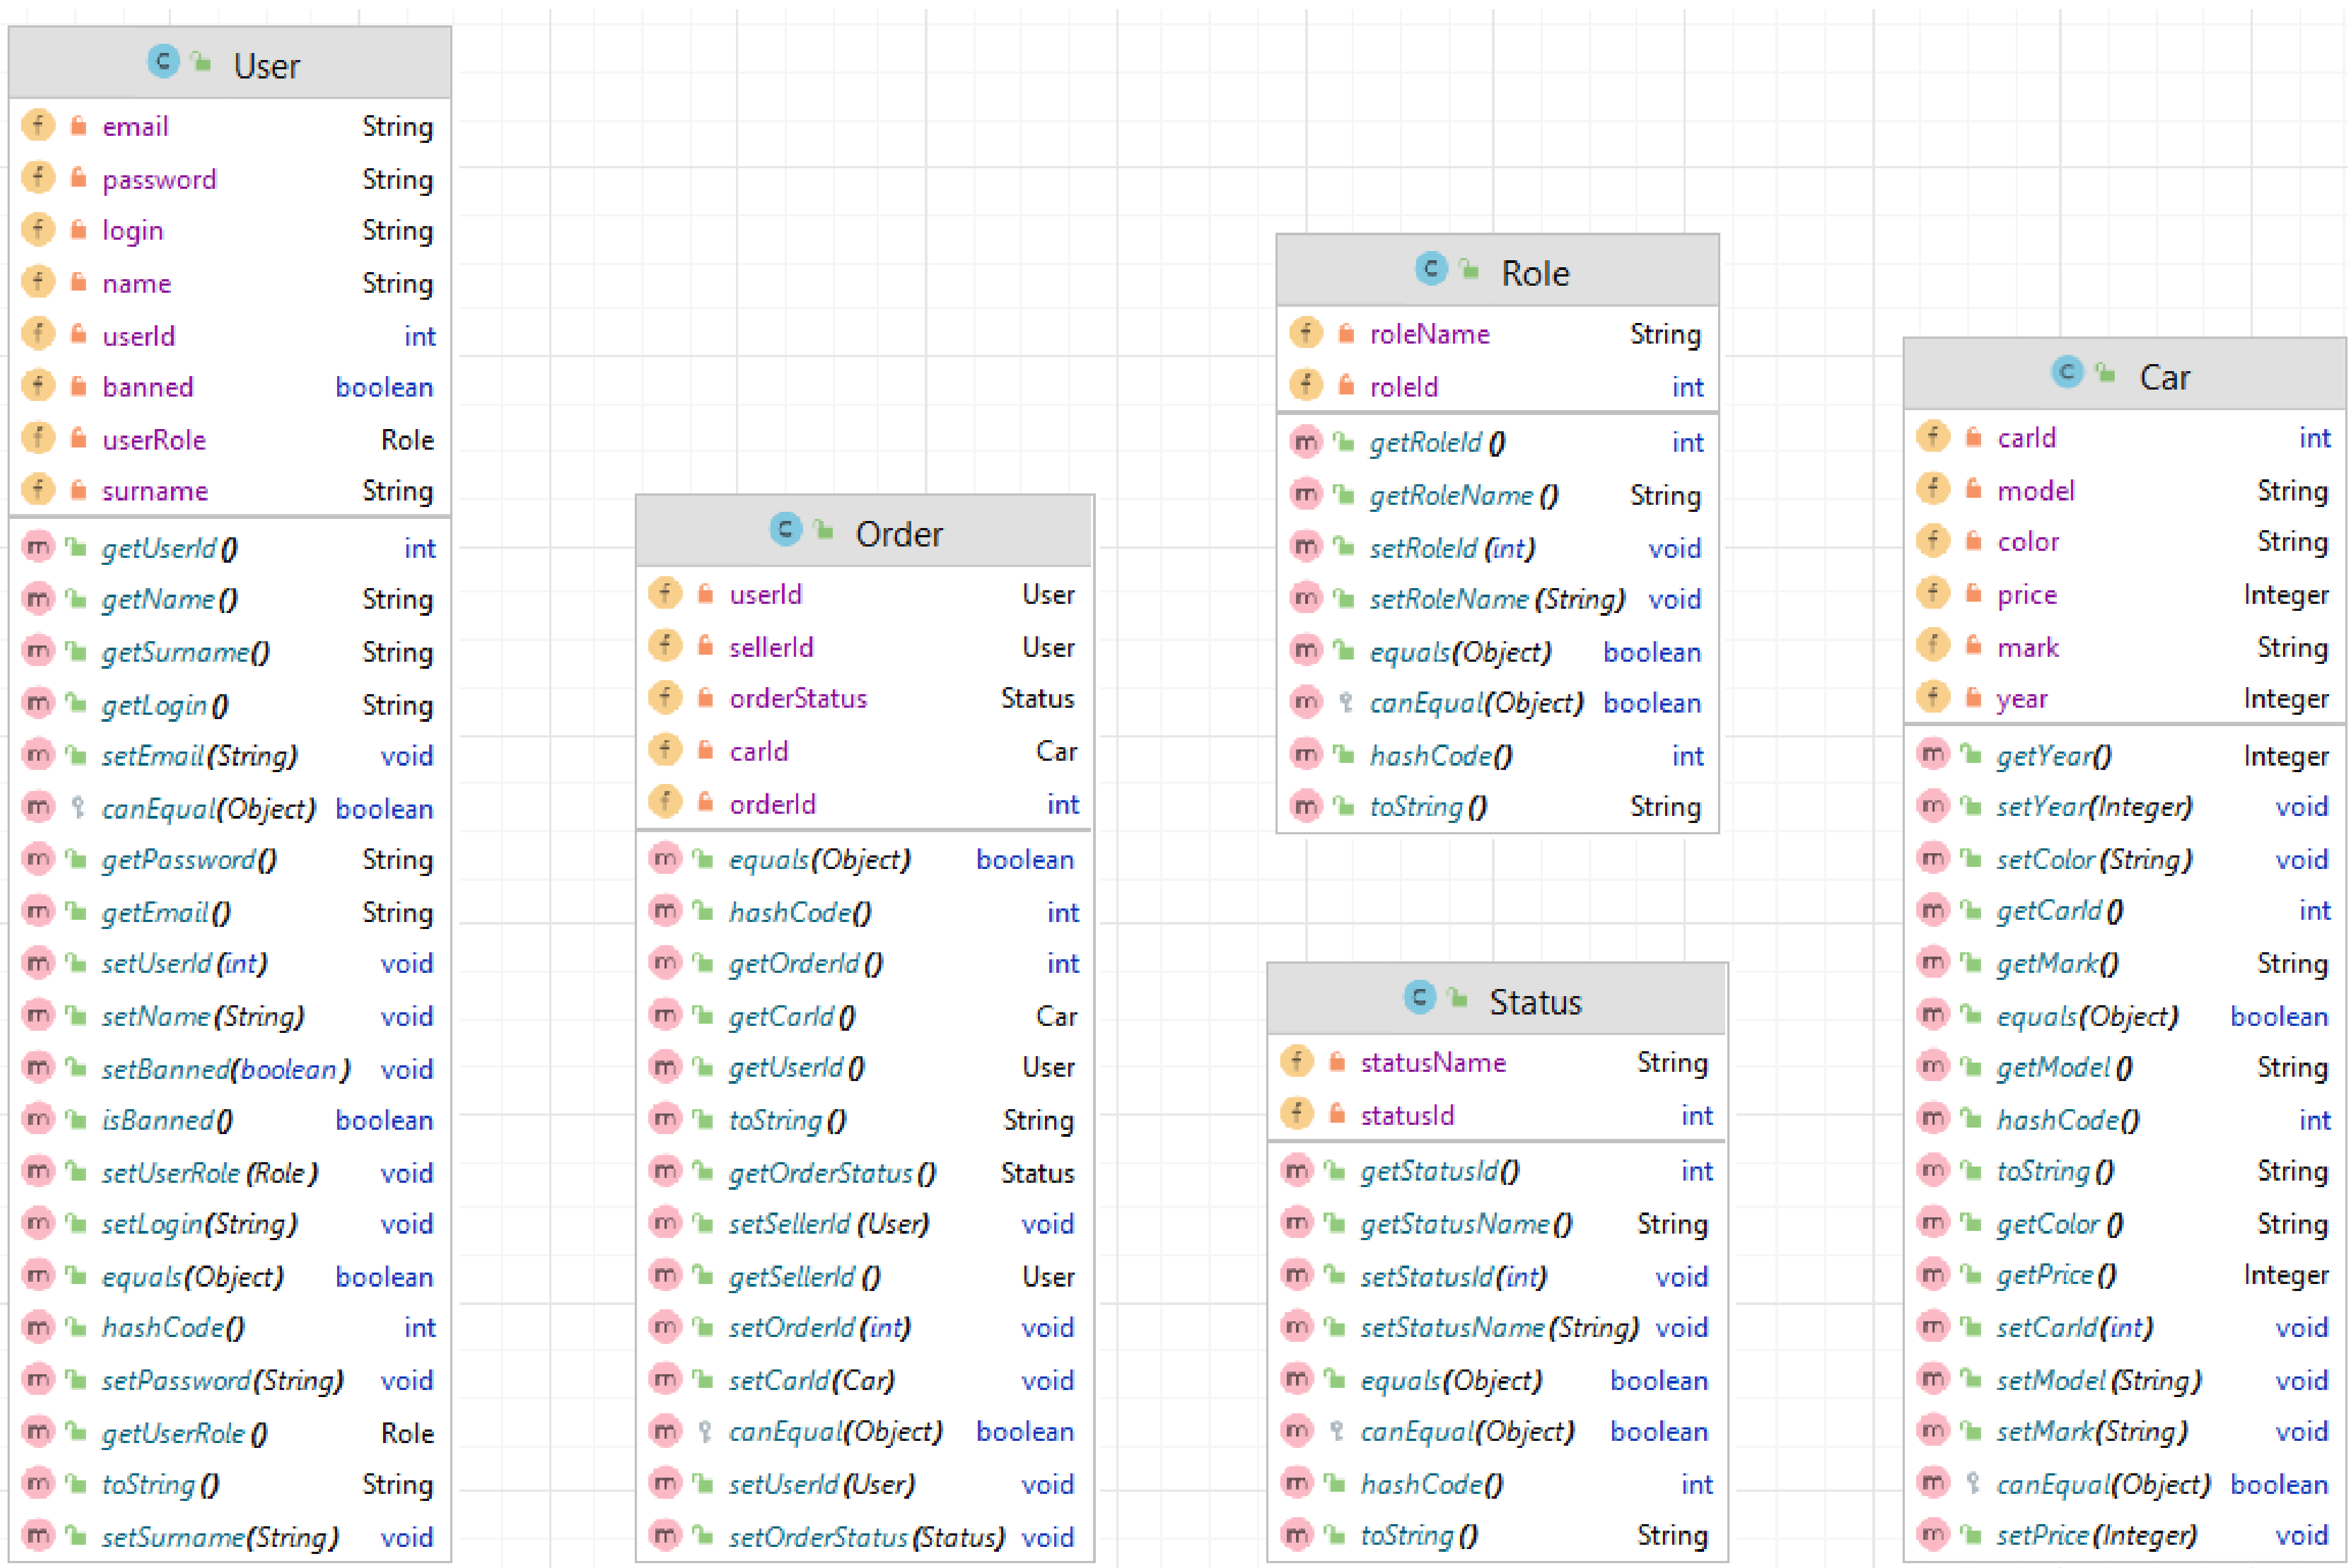 User
email String
password String
login String
name String
userId int
banned boolean
userRole Role
surname String
getUserId() int
getName() String
getSurname() String
getLogin() String
setEmail(String) void
canEqual(Object) boolean
getPassword() String
getEmail() String
setUserId(int) void
setName(String) void
setBanned(boolean) void
isBanned() boolean
setUserRole(Role) void
setLogin(String) void
equals(Object) boolean
hashCode() int
setPassword(String) void
getUserRole() Role
toString() String
setSurname(String) void
Order
userId User
sellerId User
orderStatus Status
carId Car
orderId int
equals(Object) boolean
hashCode() int
getOrderId() int
getCarId() Car
getUserId() User
toString() String
getOrderStatus() Status
setSellerId(User) void
getSellerId() User
setOrderId(int) void
setCarId(Car) void
canEqual(Object) boolean
setUserId(User) void
setOrderStatus(Status) void
Role
roleName String
roleId int
getRoleId() int
getRoleName() String
setRoleId(int) void
setRoleName(String) void
equals(Object) boolean
canEqual(Object) boolean
hashCode() int
toString() String
Status
statusName String
statusId int
getStatusId() int
getStatusName() String
setStatusId(int) void
setStatusName(String) void
equals(Object) boolean
canEqual(Object) boolean
hashCode() int
toString() String
Car
carId int
model String
color String
price Integer
mark String
year Integer
getYear() Integer
setYear(Integer) void
setColor(String) void
getCarId() int
getMark() String
equals(Object) boolean
getModel() String
hashCode() int
toString() String
getColor() String
getPrice() Integer
setCarId(int) void
setModel(String) void
setMark(String) void
canEqual(Object) boolean
setPrice(Integer) void